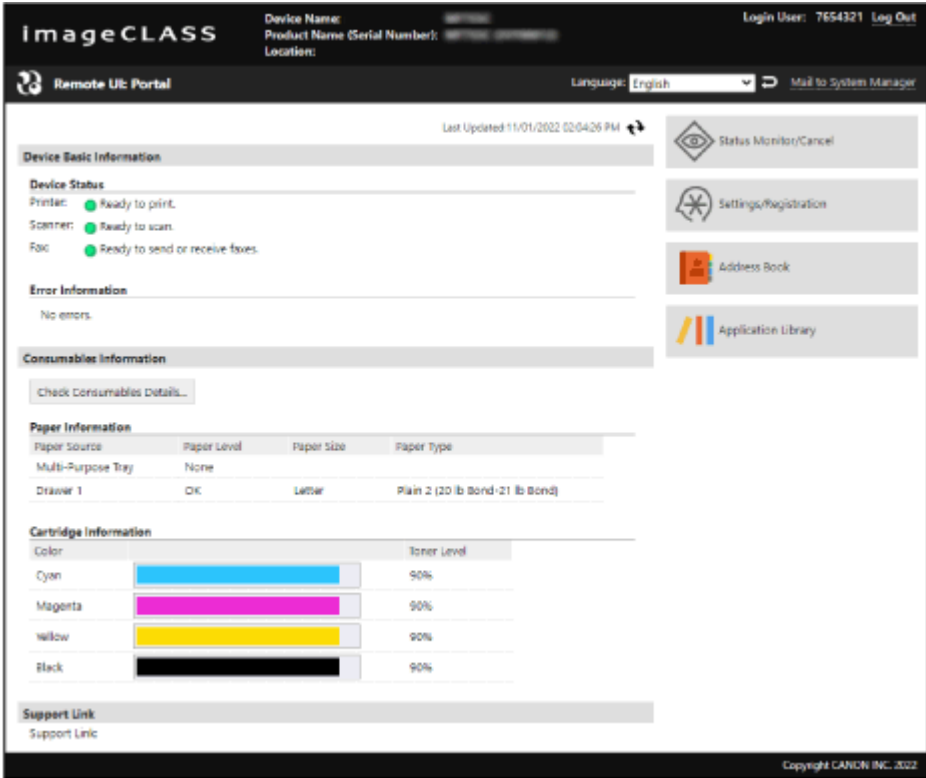 imageCLASS
Device Name:
Product Name (Serial Number):
Location:
Login User: 7654321 Log Out
Remote UI: Portal
Language: English
Mail to System Manager
Last Updated:11/01/2022 02:04:26 PM
Device Basic Information
Device Status
Printer: Ready to print.
Scanner: Ready to scan.
Fax: Ready to send or receive faxes.
Error Information
No errors.
Consumables Information
Check Consumables Details...
Paper Information
Paper Source Paper Level Paper Size Paper Type
Multi-Purpose Tray None
Drawer 1 OK Letter Plain 2 (20 lb Bond-21 lb Bond)
Cartridge Information
Color Toner Level
Cyan 90%
Magenta 90%
Yellow 90%
Black 90%
Support Link
Support Link:
Status Monitor/Cancel
Settings/Registration
Address Book
Application Library
Copyright CANON INC. 2022